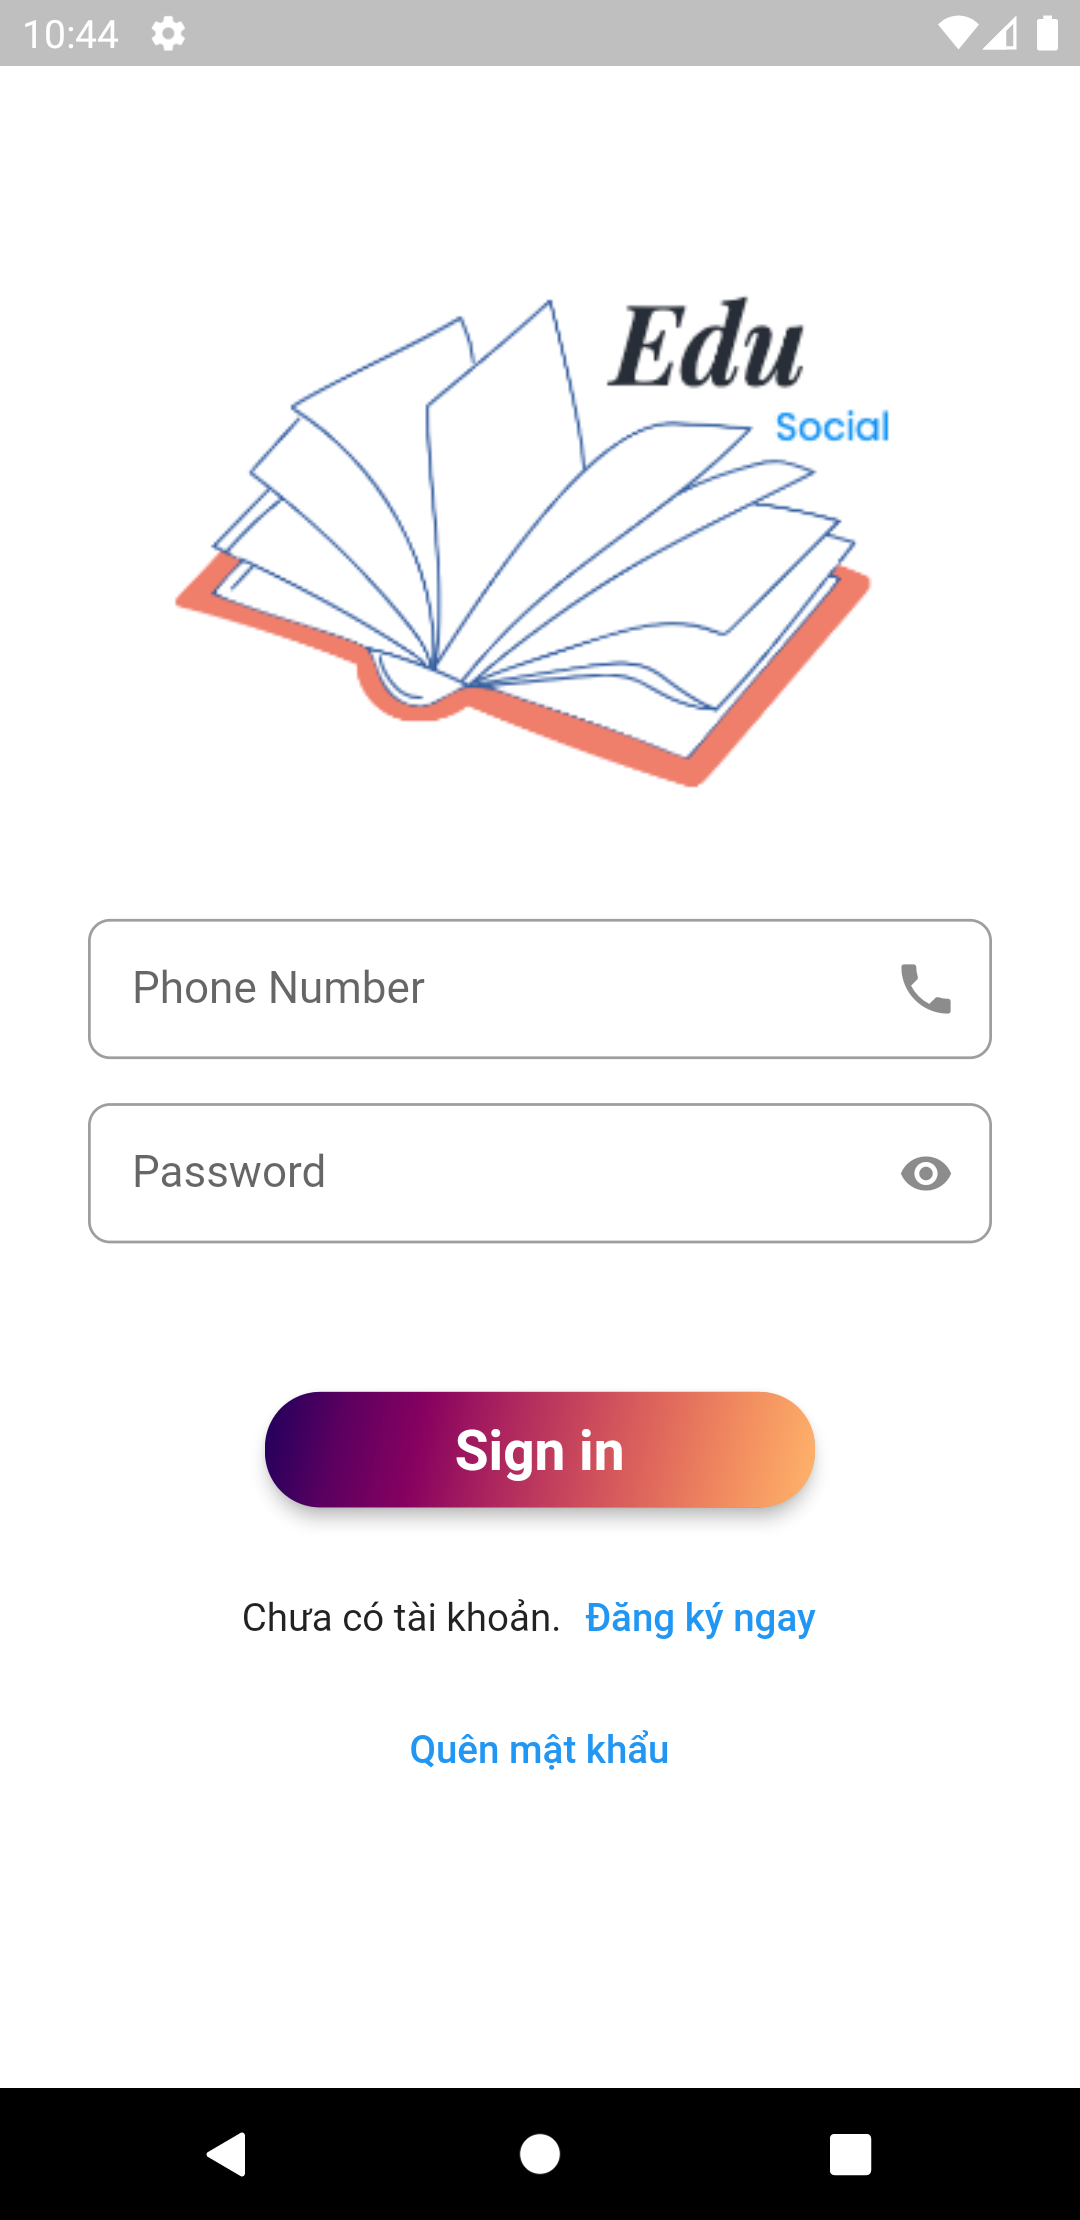 10:44
Edu
Social
Phone Number
Password
Sign in
Chưa có tài khoản. Đăng ký ngay
Quên mật khẩu